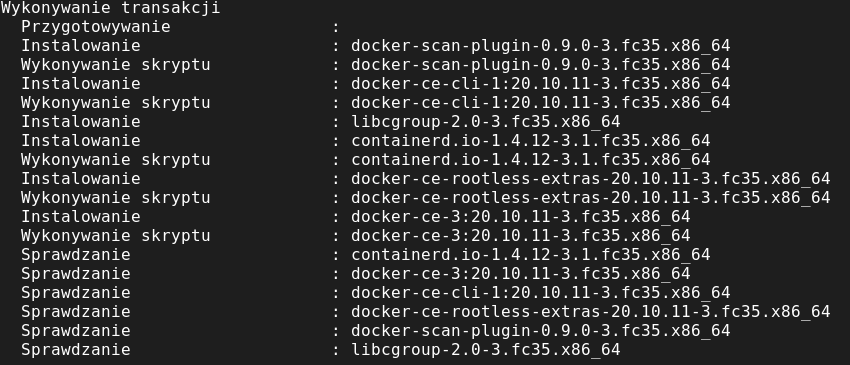 Wykonywanie transakcji
Przygotowywanie :
Instalowanie : docker-scan-plugin-0.9.0-3.fc35.x86_64
Wykonywanie skryptu : docker-scan-plugin-0.9.0-3.fc35.x86_64
Instalowanie : docker-ce-cli-1:20.10.11-3.fc35.x86_64
Wykonywanie skryptu : docker-ce-cli-1:20.10.11-3.fc35.x86_64
Instalowanie : libcgroup-2.0-3.fc35.x86_64
Instalowanie : containerd.io-1.4.12-3.1.fc35.x86_64
Wykonywanie skryptu : containerd.io-1.4.12-3.1.fc35.x86_64
Instalowanie : docker-ce-rootless-extras-20.10.11-3.fc35.x86_64
Wykonywanie skryptu : docker-ce-rootless-extras-20.10.11-3.fc35.x86_64
Instalowanie : docker-ce-3:20.10.11-3.fc35.x86_64
Wykonywanie skryptu : docker-ce-3:20.10.11-3.fc35.x86_64
Sprawdzanie : containerd.io-1.4.12-3.1.fc35.x86_64
Sprawdzanie : docker-ce-3:20.10.11-3.fc35.x86_64
Sprawdzanie : docker-ce-cli-1:20.10.11-3.fc35.x86_64
Sprawdzanie : docker-ce-rootless-extras-20.10.11-3.fc35.x86_64
Sprawdzanie : docker-scan-plugin-0.9.0-3.fc35.x86_64
Sprawdzanie : libcgroup-2.0-3.fc35.x86_64